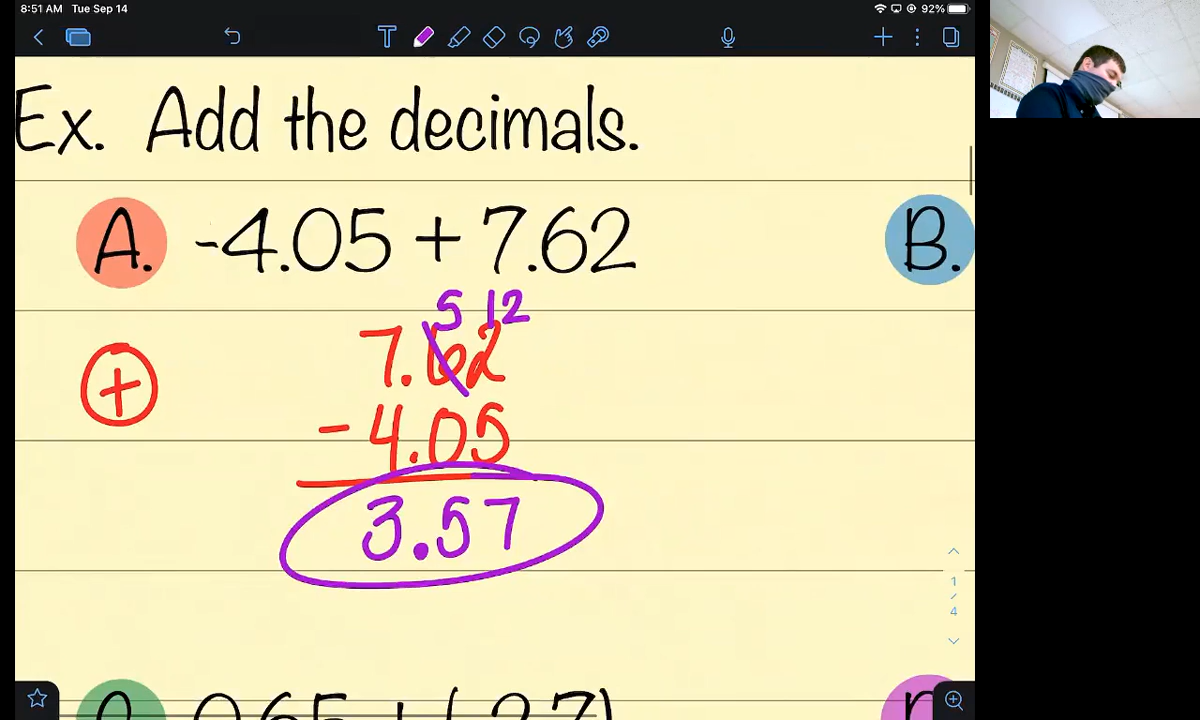 8:51 AM Tue Sep 14
92%
T
Ex. Add the decimals.
A. -4.05 + 7.62
B.
5 12
+ 7.62
- 4.05
3.57
1
/
4